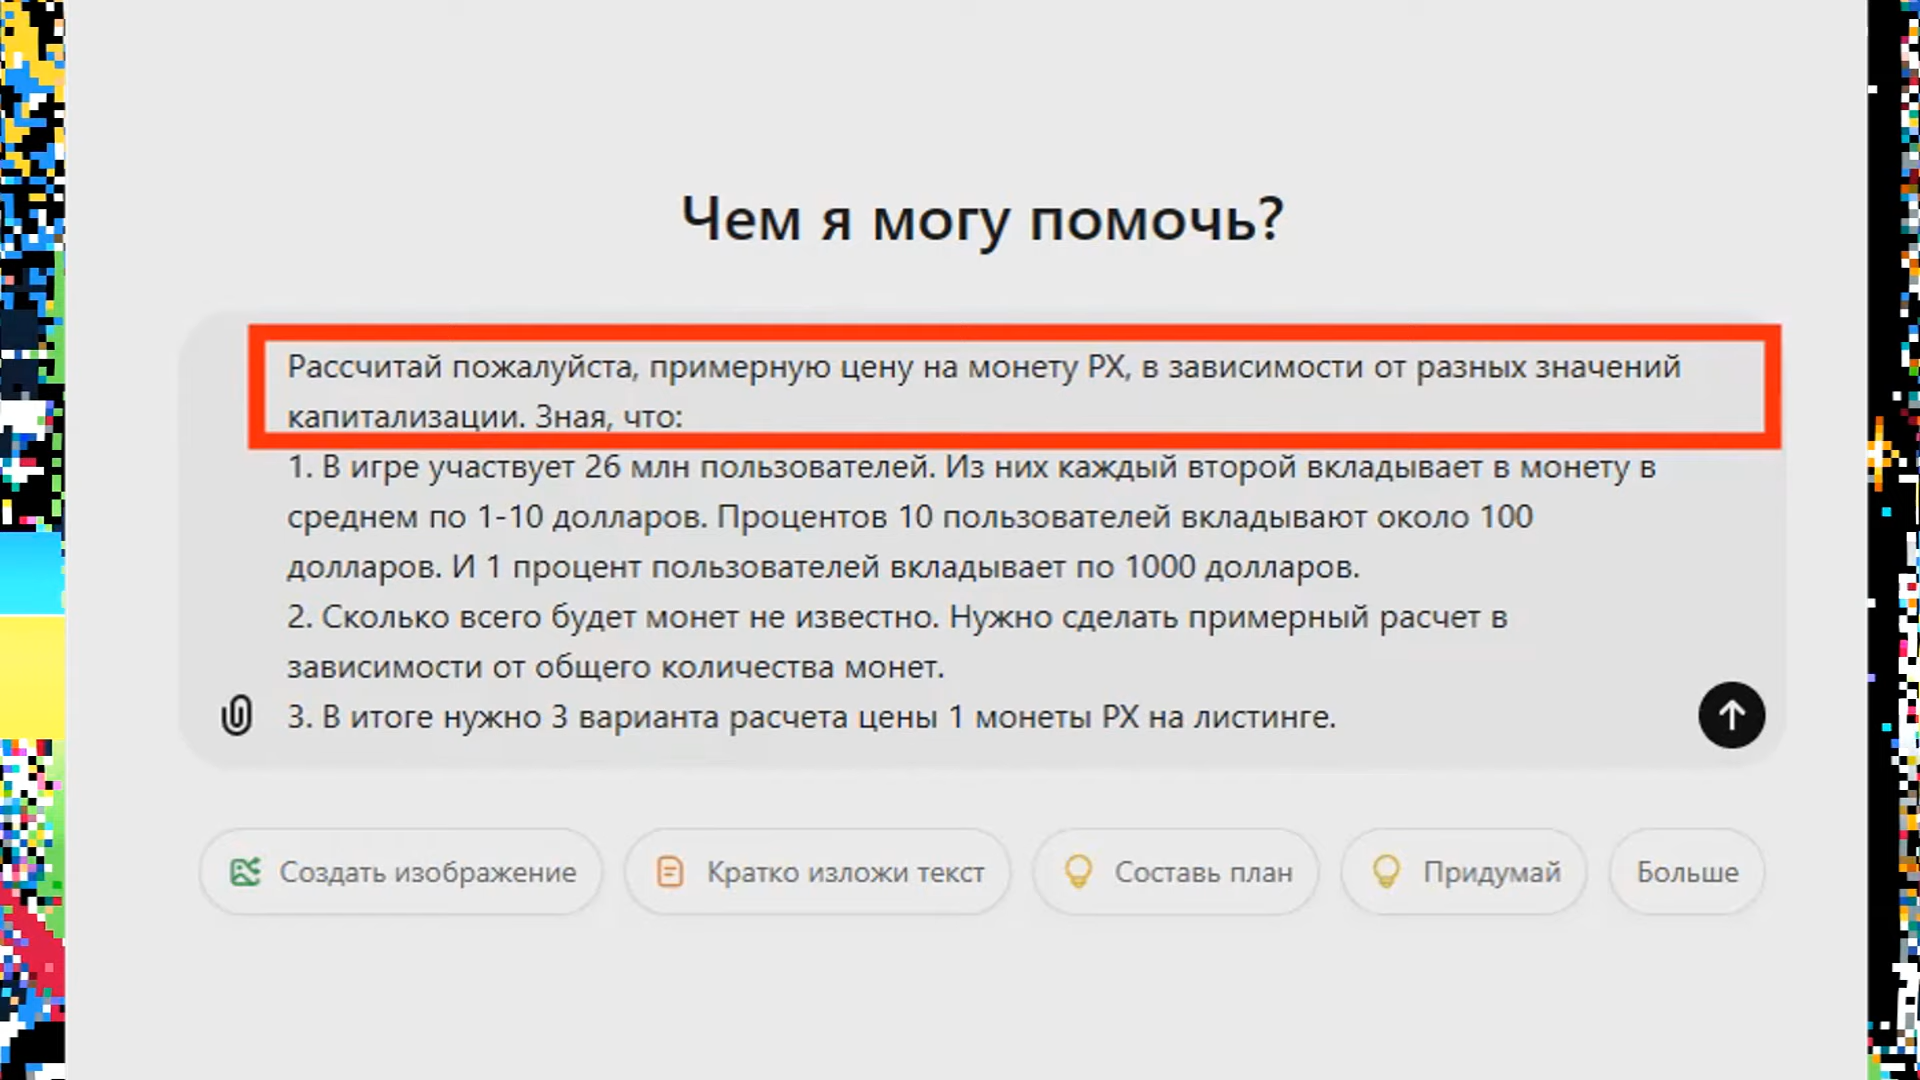 Чем я могу помочь?
Рассчитай пожалуйста, примерную цену на монету PX, в зависимости от разных значений
капитализации. Зная, что:
1. В игре участвует 26 млн пользователей. Из них каждый второй вкладывает в монету в
среднем по 1-10 долларов. Процентов 10 пользователей вкладывают около 100
долларов. И 1 процент пользователей вкладывает по 1000 долларов.
2. Сколько всего будет монет не известно. Нужно сделать примерный расчет в
зависимости от общего количества монет.
3. В итоге нужно 3 варианта расчета цены 1 монеты PX на листинге.
Создать изображение
Кратко изложи текст
Составь план
Придумай
Больше